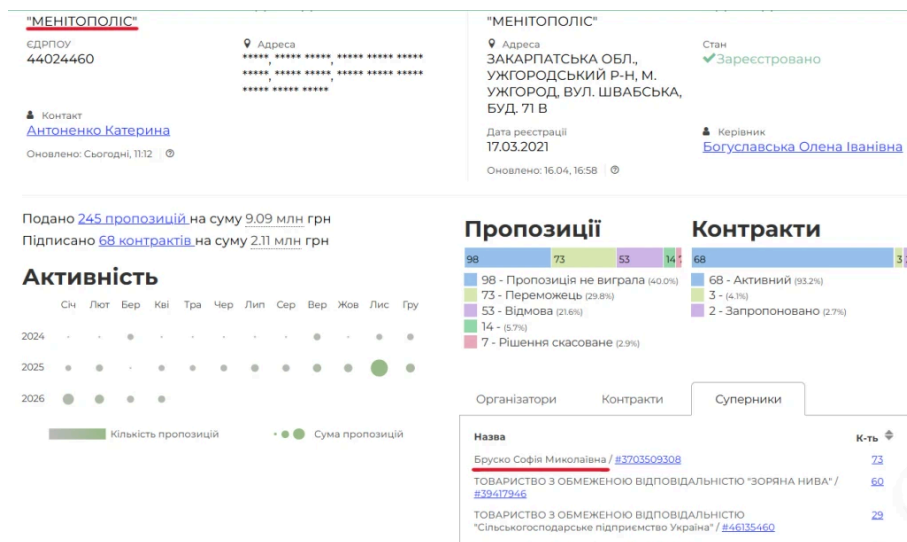 "МЕНІТОПОЛІС"
ЄДРПОУ
44024460
Адреса
*****, ***** *****, ***** ***** *****
*****, ***** *****, ***** ***** *****
***** ***** *****
Контакт
Антоненко Катерина
Оновлено: Сьогодні, 11:12
"МЕНІТОПОЛІС"
Адреса
ЗАКАРПАТСЬКА ОБЛ.,
УЖГОРОДСЬКИЙ Р-Н, М.
УЖГОРОД, ВУЛ. ШВАБСЬКА,
БУД. 71 В
Стан
Зареєстровано
Дата реєстрації
17.03.2021
Керівник
Богуславська Олена Іванівна
Оновлено: 16.04, 16:58
Подано 245 пропозицій на суму 9.09 млн грн
Підписано 68 контрактів на суму 2.11 млн грн
Активність
Січ Лют Бер Кві Тра Чер Лип Сер Вер Жов Лис Гру
2024
2025
2026
Кількість пропозицій
Сума пропозицій
Пропозиції
98 73 53 14 7
98 - Пропозиція не виграла (40.0%)
73 - Переможець (29.8%)
53 - Відмова (21.6%)
14 - (5.7%)
7 - Рішення скасоване (2.9%)
Контракти
68 3
68 - Активний (93.2%)
3 - (4.1%)
2 - Запропоновано (2.7%)
Організатори Контракти Суперники
Назва К-ть
Бруско Софія Миколаївна / #3703509308 73
ТОВАРИСТВО З ОБМЕЖЕНОЮ ВІДПОВІДАЛЬНІСТЮ "ЗОРЯНА НИВА" / 60
#39417946
ТОВАРИСТВО З ОБМЕЖЕНОЮ ВІДПОВІДАЛЬНІСТЮ 29
"Сільськогосподарське підприємство Україна" / #46135460